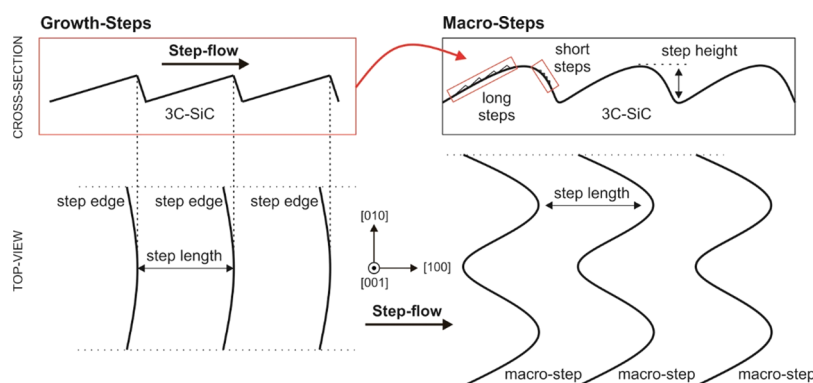 Growth-Steps
Macro-Steps
CROSS-SECTION
Step-flow
3C-SiC
short
steps
step height
long
steps
3C-SiC
TOP-VIEW
step edge
step edge
step edge
step length
[010]
[100]
[001]
Step-flow
step length
macro-step
macro-step
macro-step